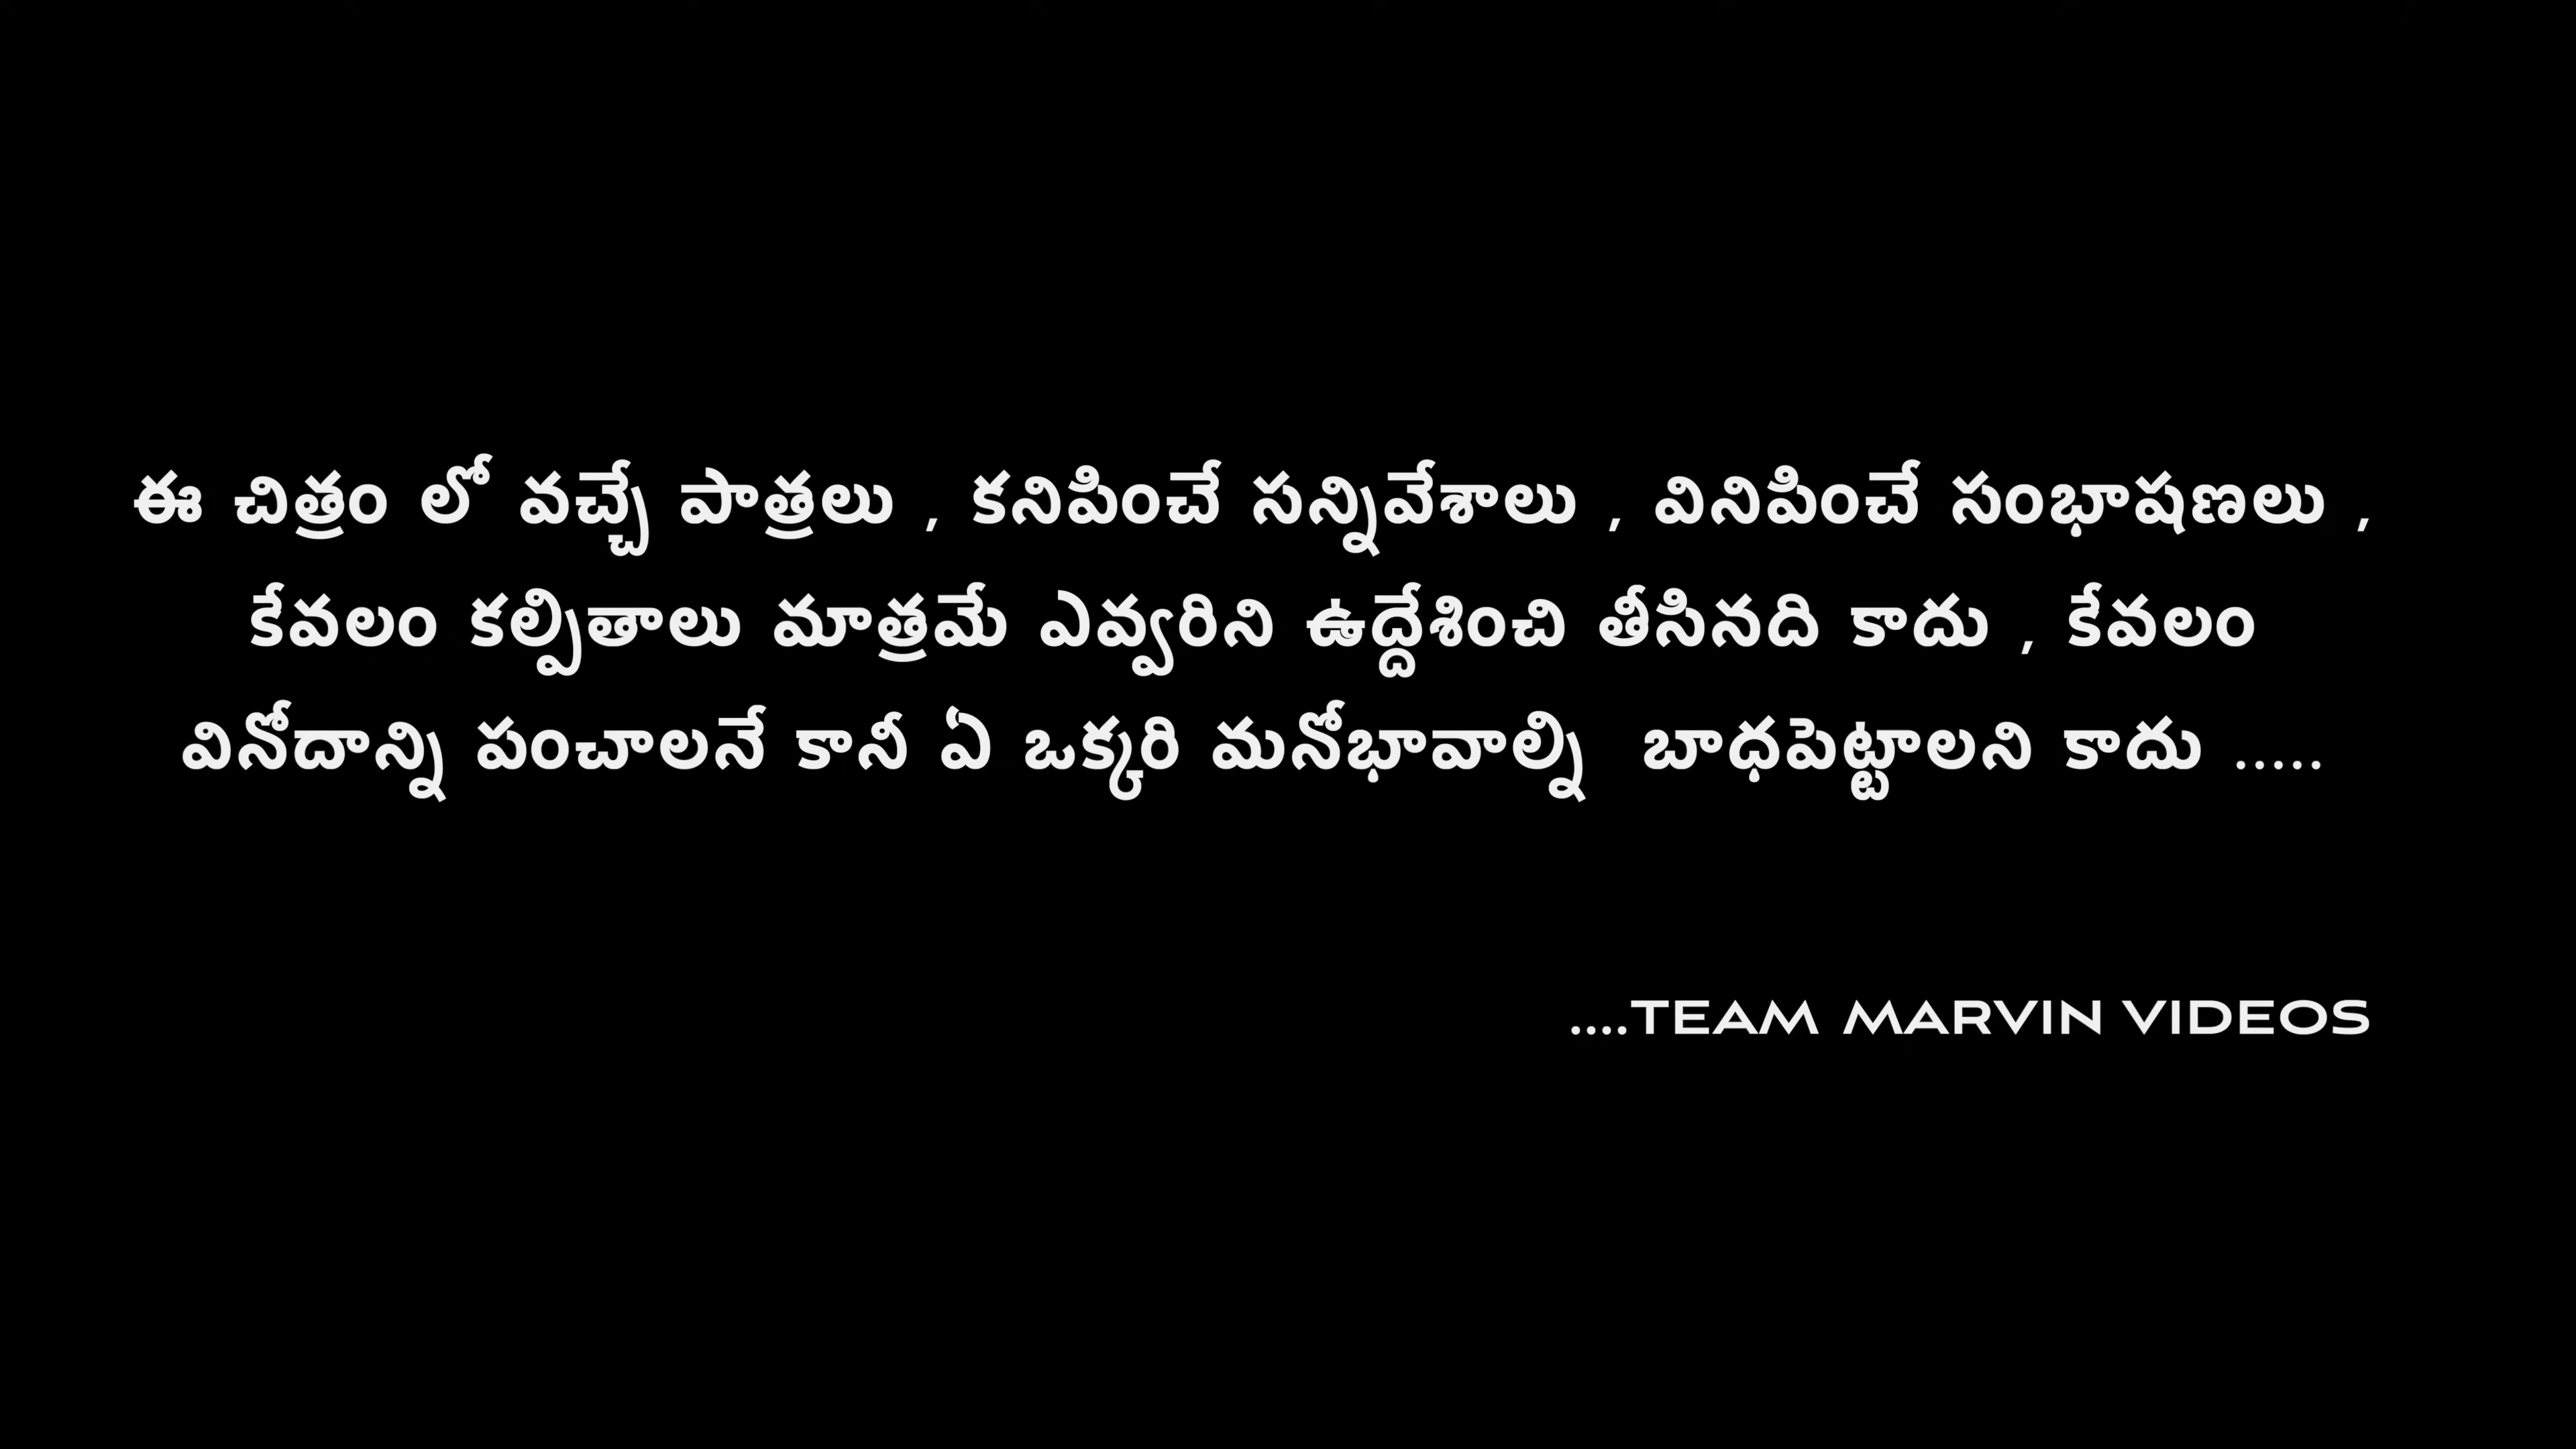 ఈ చిత్రం లో వచ్చే పాత్రలు , కనిపించే సన్నివేశాలు , వినిపించే సంభాషణలు ,
కేవలం కల్పితాలు మాత్రమే ఎవ్వరిని ఉద్దేశించి తీసినది కాదు , కేవలం
వినోదాన్ని పంచాలనే కానీ ఏ ఒక్కరి మనోభావాల్ని బాధపెట్టాలని కాదు .....
....TEAM MARVIN VIDEOS